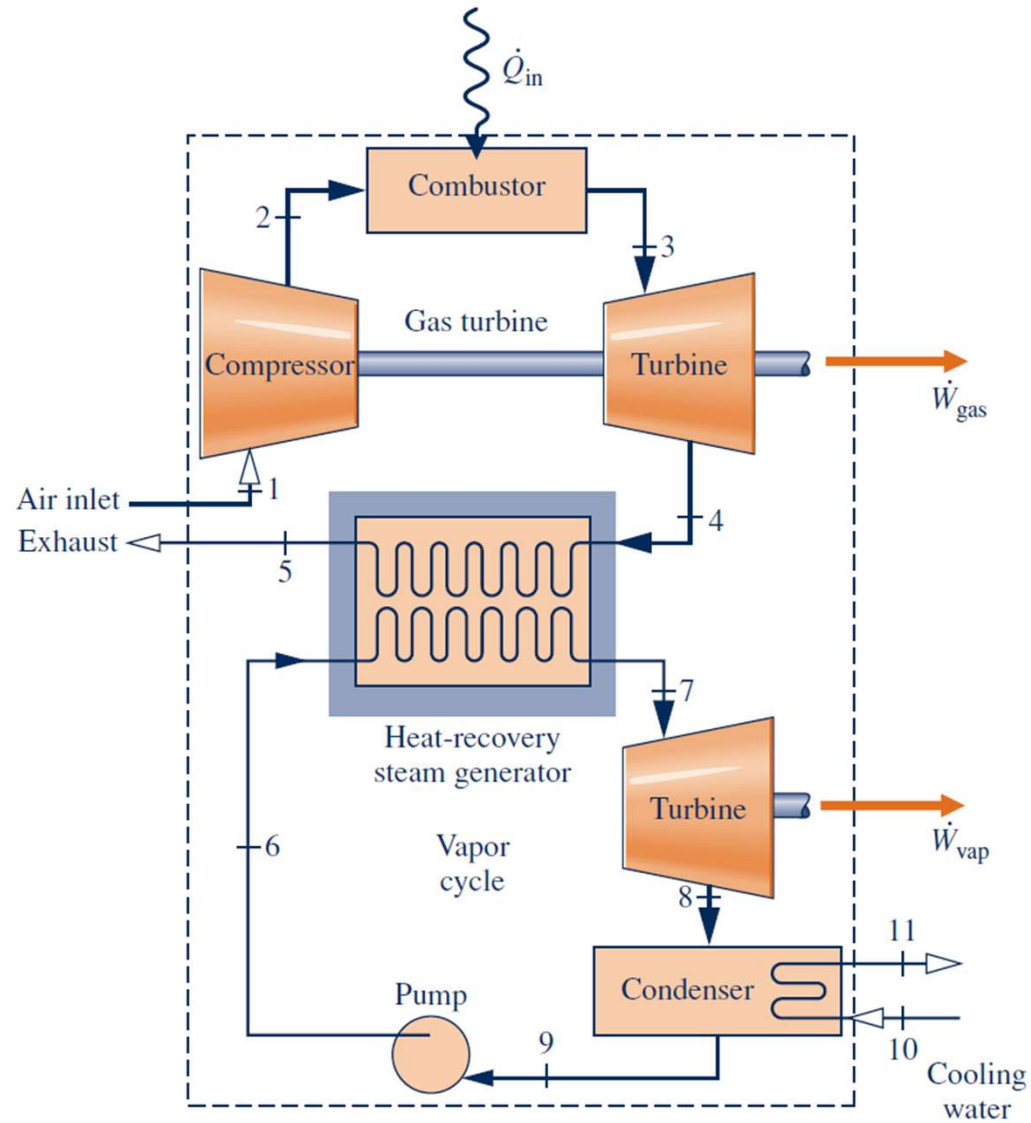 Q̇in
Combustor
2
3
Gas turbine
Compressor
Turbine
Ẇgas
Air inlet
1
4
Exhaust
5
7
Heat-recovery
steam generator
Turbine
6
Vapor
cycle
Ẇvap
8
11
Condenser
Pump
9
10
Cooling
water